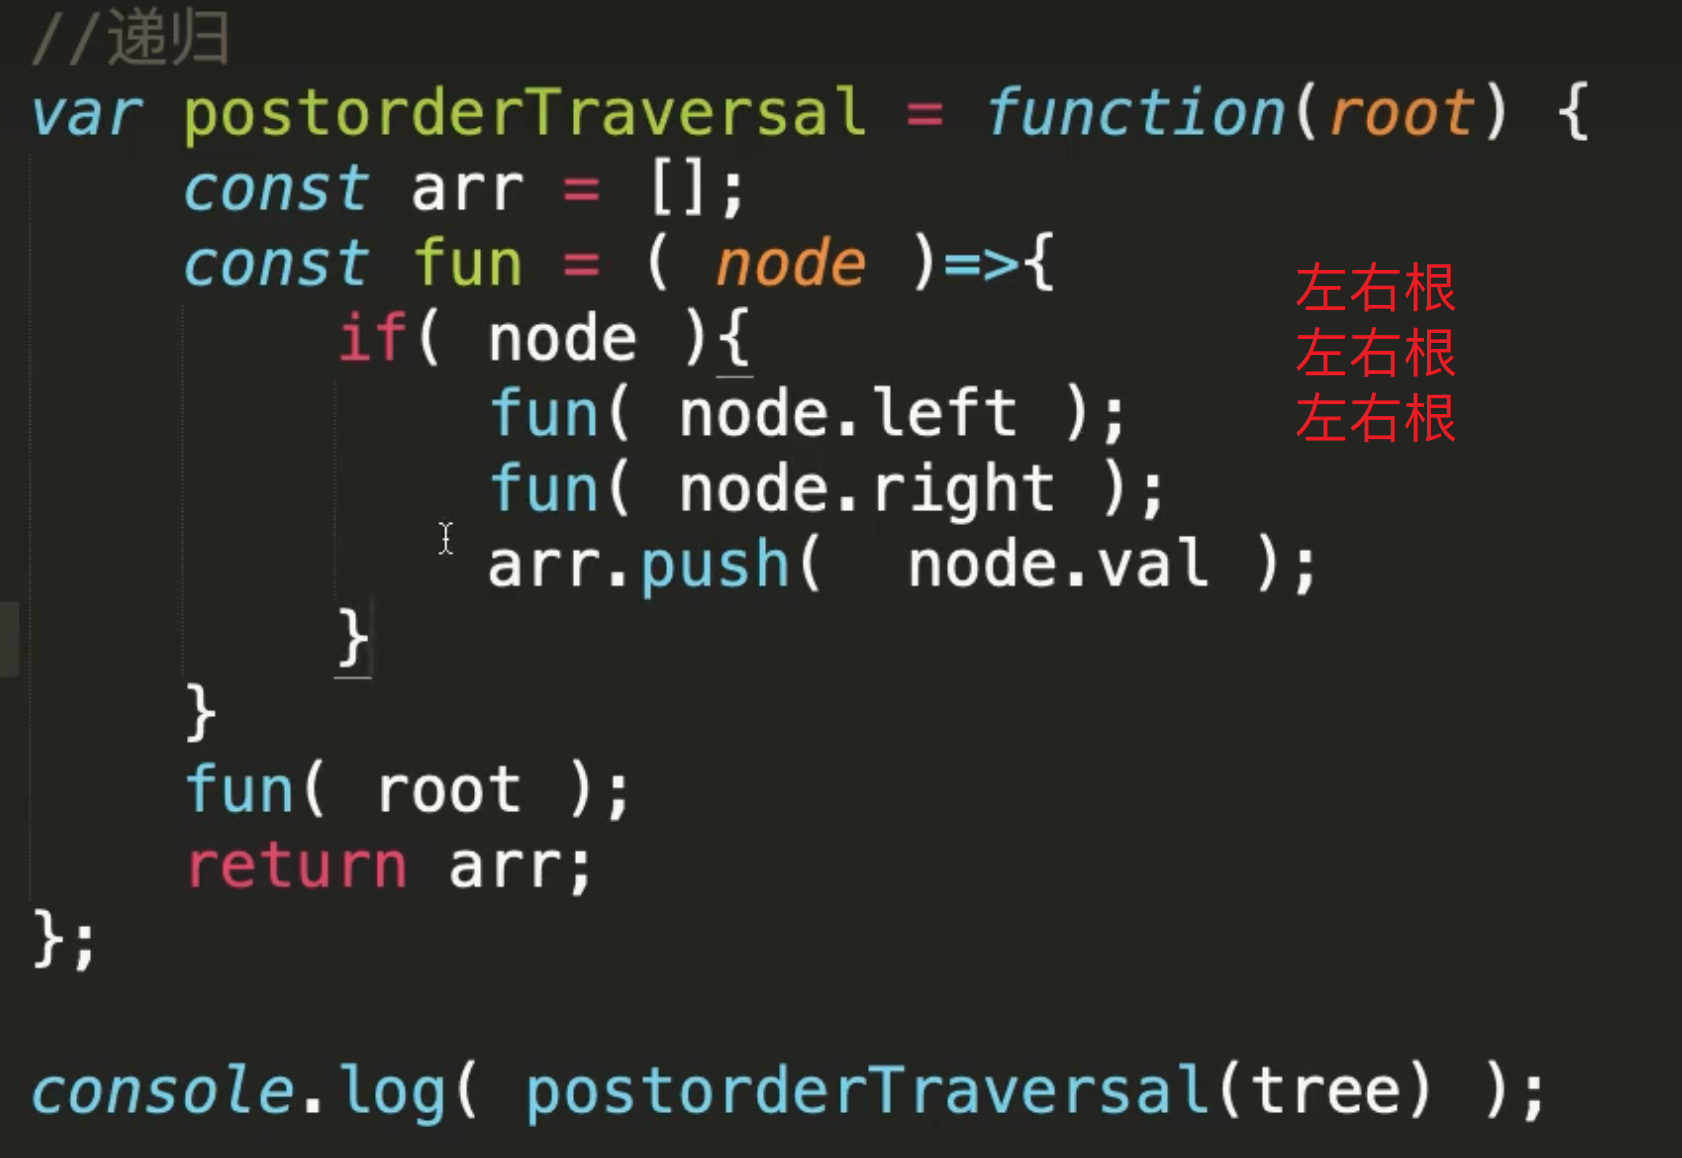 //递归
var postorderTraversal = function(root) {
const arr = [];
const fun = ( node )=>{
左右根
if( node ){
左右根
fun( node.left );
左右根
fun( node.right );
arr.push(  node.val );
}
}
fun( root );
return arr;
};
console.log( postorderTraversal(tree) );